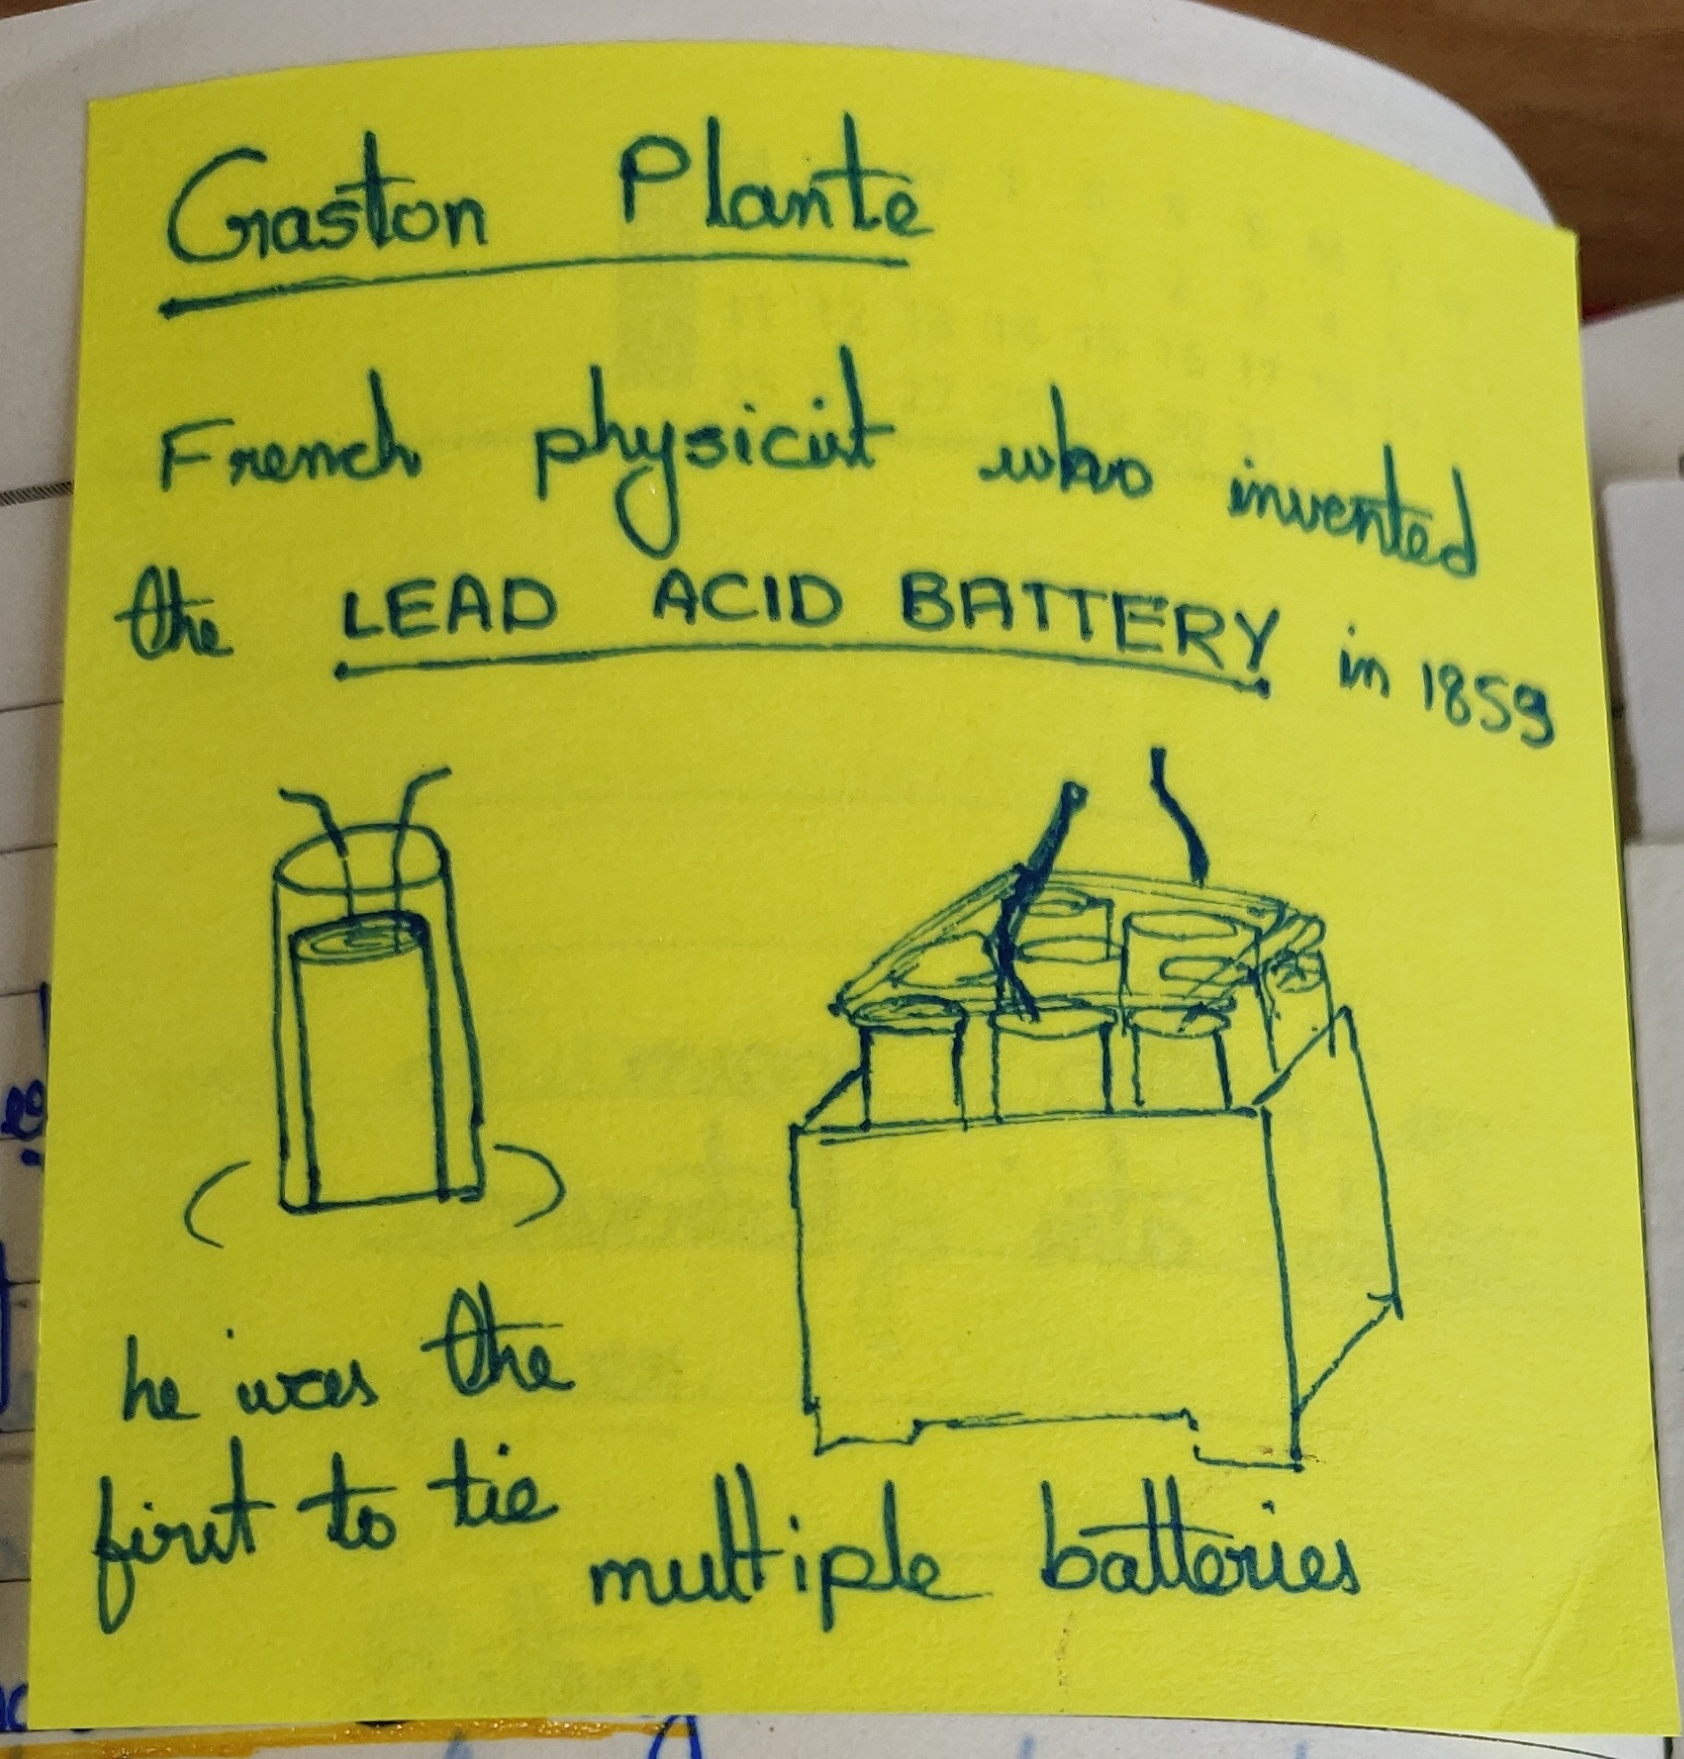 Gaston Plante
French physicist who invented
the LEAD ACID BATTERY in 1859
he was the
first to tie
multiple batteries